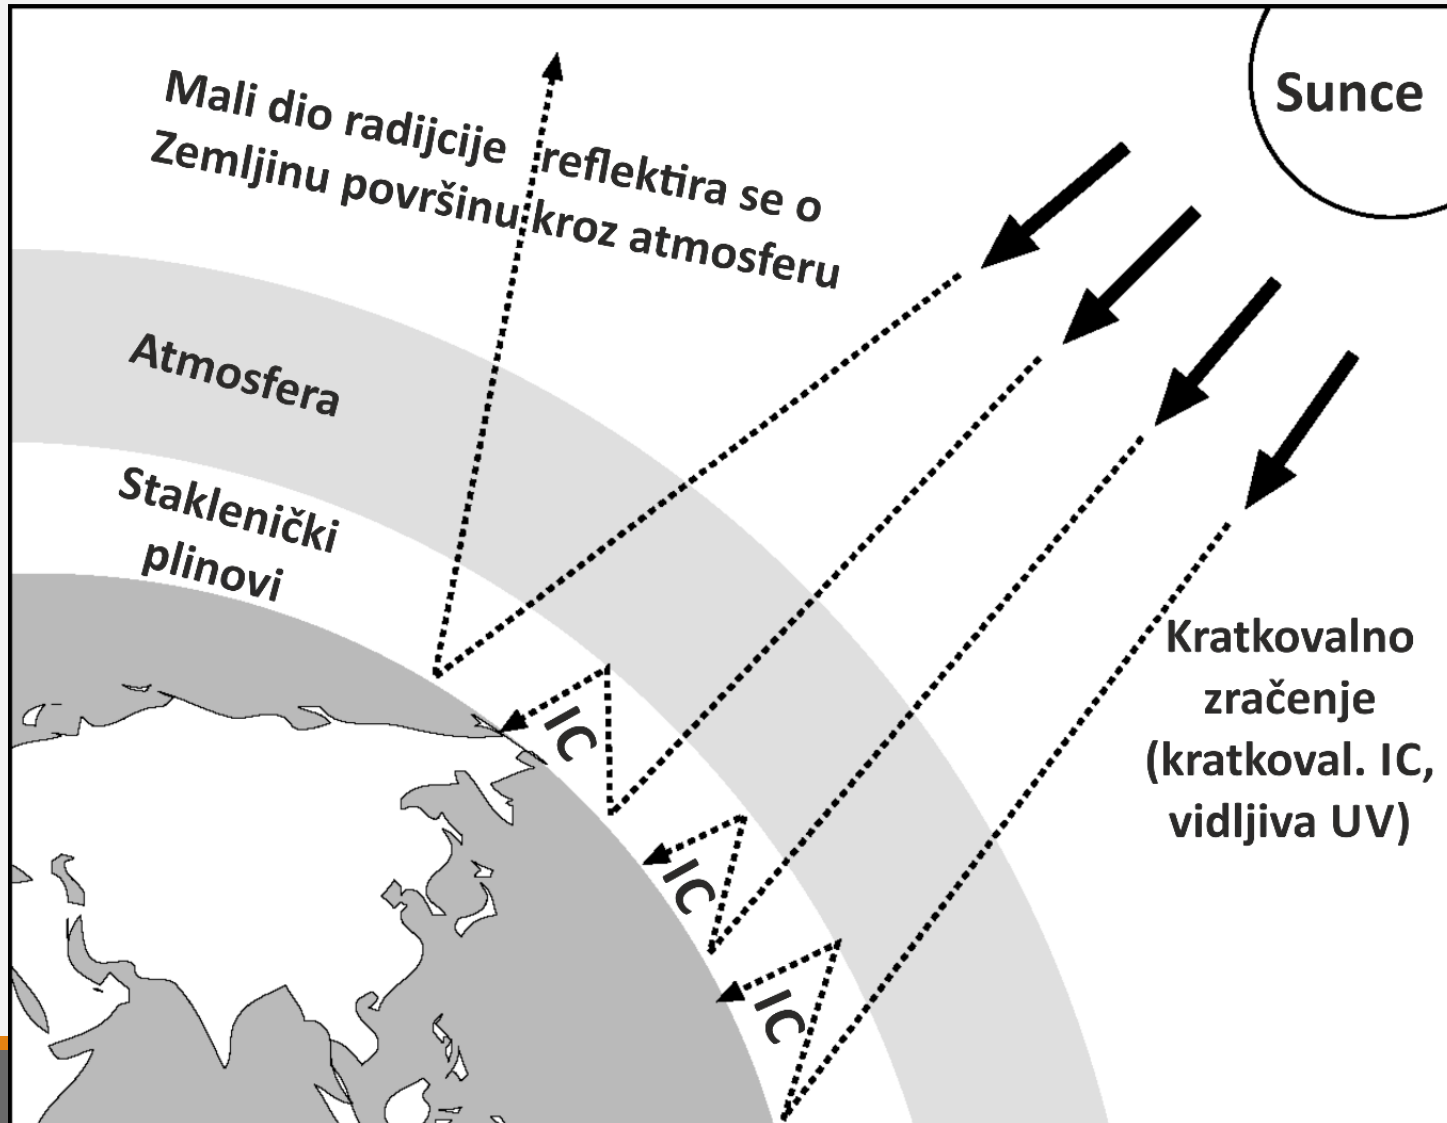 Sunce
Mali dio radijcije reflektira se o
Zemljinu površinu kroz atmosferu
Atmosfera
Staklenički
plinovi
Kratkovalno
zračenje
(kratkoval. IC,
vidljiva UV)
IC
IC
IC